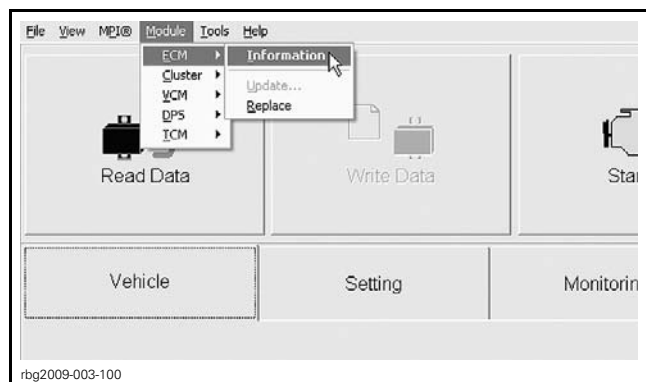 File View MPI® Module Tools Help
ECM Information
Cluster
VCM Update...
DPS Replace
TCM
Read Data Write Data Star
Vehicle Setting Monitorin
rbg2009-003-100